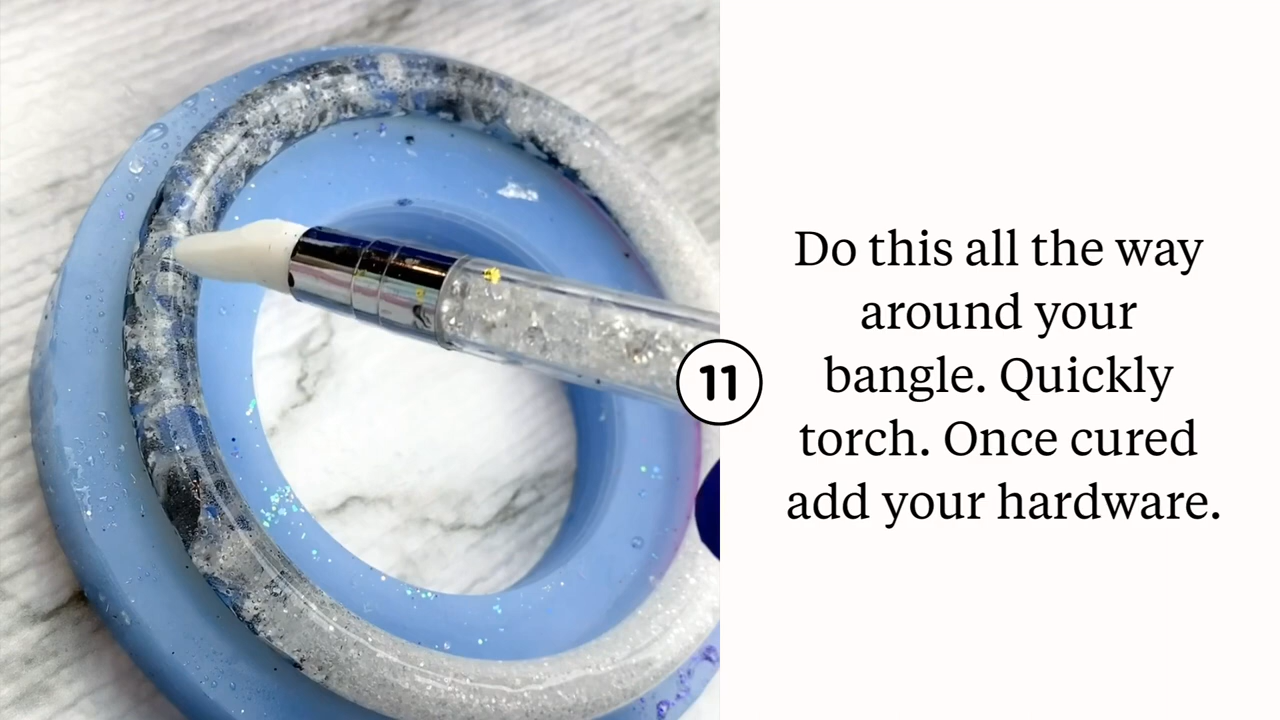 11
Do this all the way
around your
bangle. Quickly
torch. Once cured
add your hardware.